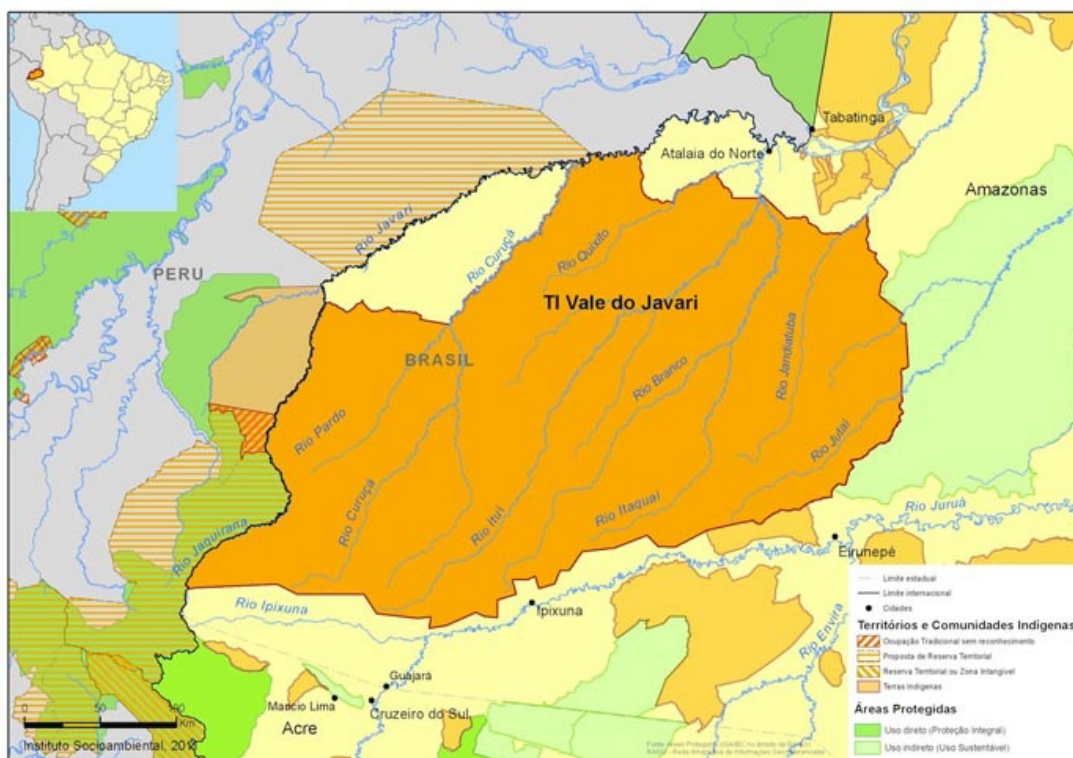 Tabatinga
Atalaia do Norte
Amazonas
Rio Javari
Rio Curuçá
Rio Quixito
PERU
TI Vale do Javari
BRASIL
Rio Branco
Rio Jandiatuba
Rio Pardo
Rio Jutaí
Rio Curuçá
Rio Ituí
Rio Itaquaí
Rio Jaquirana
Rio Juruá
Eirunepé
Rio Ipixuna
Ipixuna
Rio Envira
Guajará
Mancio Lima
Cruzeiro do Sul
Acre
0 50
Km
Instituto Socioambiental,
Limite estadual
Limite internacional
Cidades
Territórios e Comunidades Indígenas
Ocupação Tradicional sem reconhecimento
Proposta de Reserva Territorial
Reserva Territorial ou Zona Intangível
Terras Indígenas
Áreas Protegidas
Uso direto (Proteção Integral)
Uso indireto (Uso Sustentável)